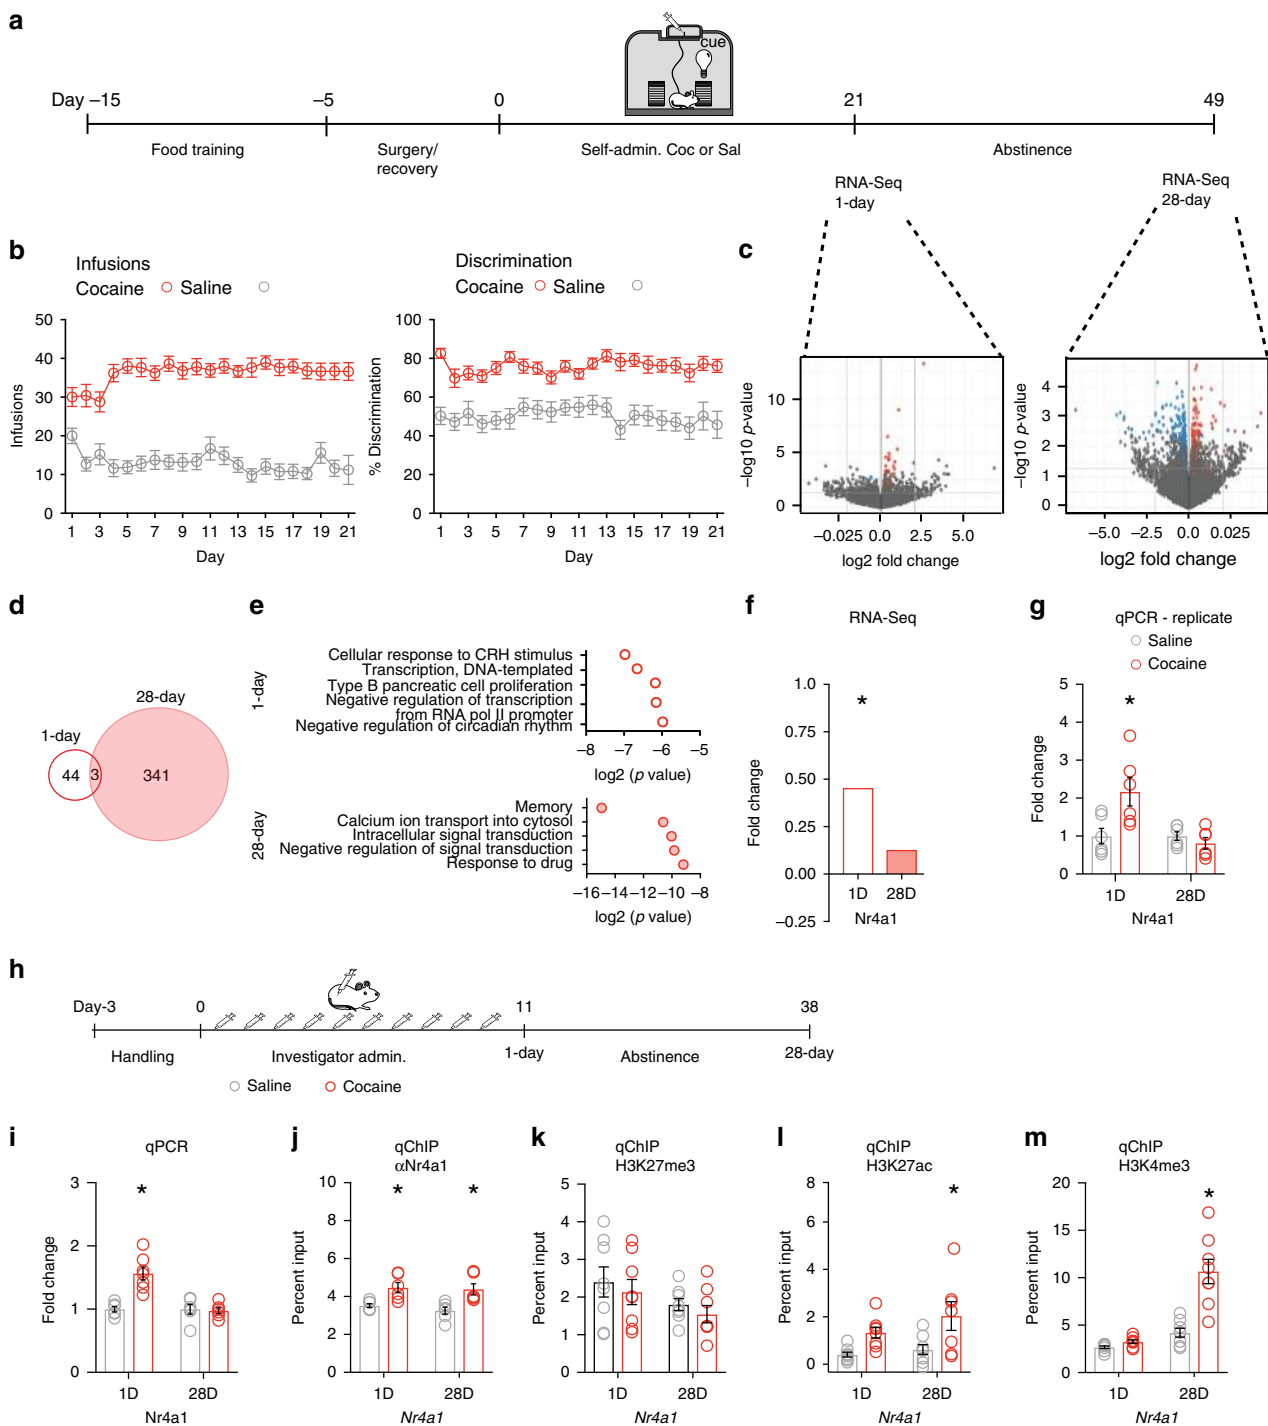 a
cue
Day –15
–5
0
21
49
Food training
Surgery/
recovery
Self-admin. Coc or Sal
Abstinence
RNA-Seq
1-day
RNA-Seq
28-day
b
Infusions
Cocaine Saline
50
40
30
20
10
0
Infusions
1 3 5 7 9 11 13 15 17 19 21
Day
Discrimination
Cocaine Saline
100
80
60
40
20
0
% Discrimination
1 3 5 7 9 11 13 15 17 19 21
Day
c
10
5
0
–log10 p-value
–0.025 0.0 2.5 5.0
log2 fold change
4
3
2
1
0
–log10 p-value
–5.0 –2.5 0.0 2.5
log2 fold change
d
28-day
1-day
44 3 341
e
1-day
Cellular response to CRH stimulus
Transcription, DNA-templated
Type B pancreatic cell proliferation
Negative regulation of transcription
from RNA pol II promoter
Negative regulation of circadian rhythm
–8 –7 –6 –5
log2 (p value)
28-day
Memory
Calcium ion transport into cytosol
Intracellular signal transduction
Negative regulation of signal transduction
Response to drug
–16 –14 –12 –10 –8
log2 (p value)
f
RNA-Seq
1.0
0.50
0.25
0.00
–0.25
Fold change
*
1D 28D
Nr4a1
g
qPCR - replicate
Saline
Cocaine
5
4
3
2
1
0
Fold change
*
1D 28D
Nr4a1
h
Day-3
0
11
38
Handling
Investigator admin.
1-day
Abstinence
28-day
Saline Cocaine
i
qPCR
3
2
1
0
Fold change
*
1D 28D
Nr4a1
j
qChIP
αNr4a1
10
8
6
4
2
0
Percent input
* *
1D 28D
Nr4a1
k
qChIP
H3K27me3
5
4
3
2
1
0
Percent input
1D 28D
Nr4a1
l
qChIP
H3K27ac
8
6
4
2
0
Percent input
*
1D 28D
Nr4a1
m
qChIP
H3K4me3
20
15
10
5
0
Percent input
*
1D 28D
Nr4a1